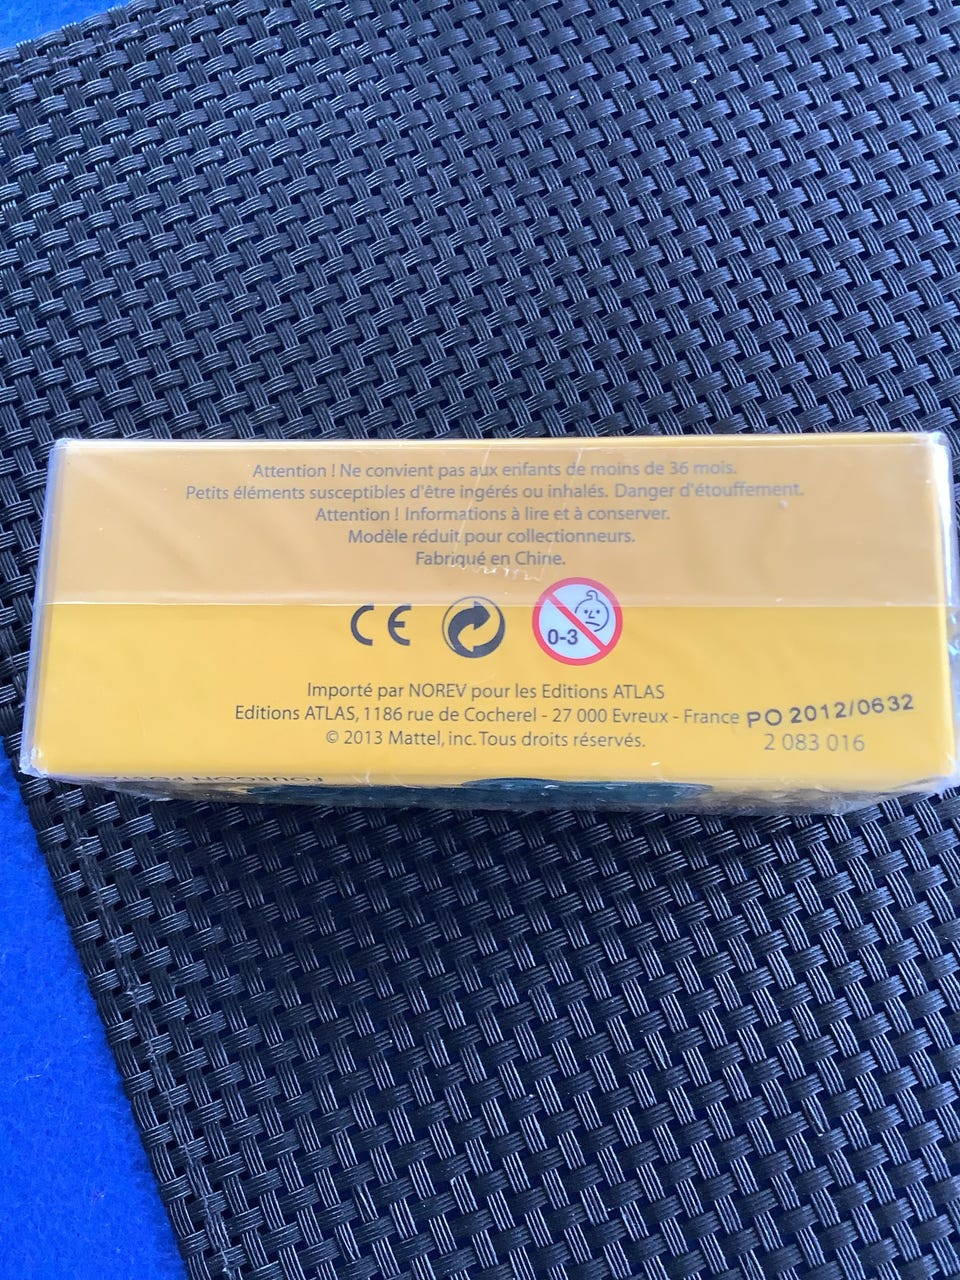 Attention ! Ne convient pas aux enfants de moins de 36 mois.
Petits éléments susceptibles d'être ingérés ou inhalés. Danger d'étouffement.
Attention ! Informations à lire et à conserver.
Modèle réduit pour collectionneurs.
Fabriqué en Chine.
CE
0-3
Importé par NOREV pour les Editions ATLAS
Editions ATLAS, 1186 rue de Cocherel - 27 000 Evreux - France PO 2012/0632
© 2013 Mattel, inc. Tous droits réservés. 2 083 016
FOURGON